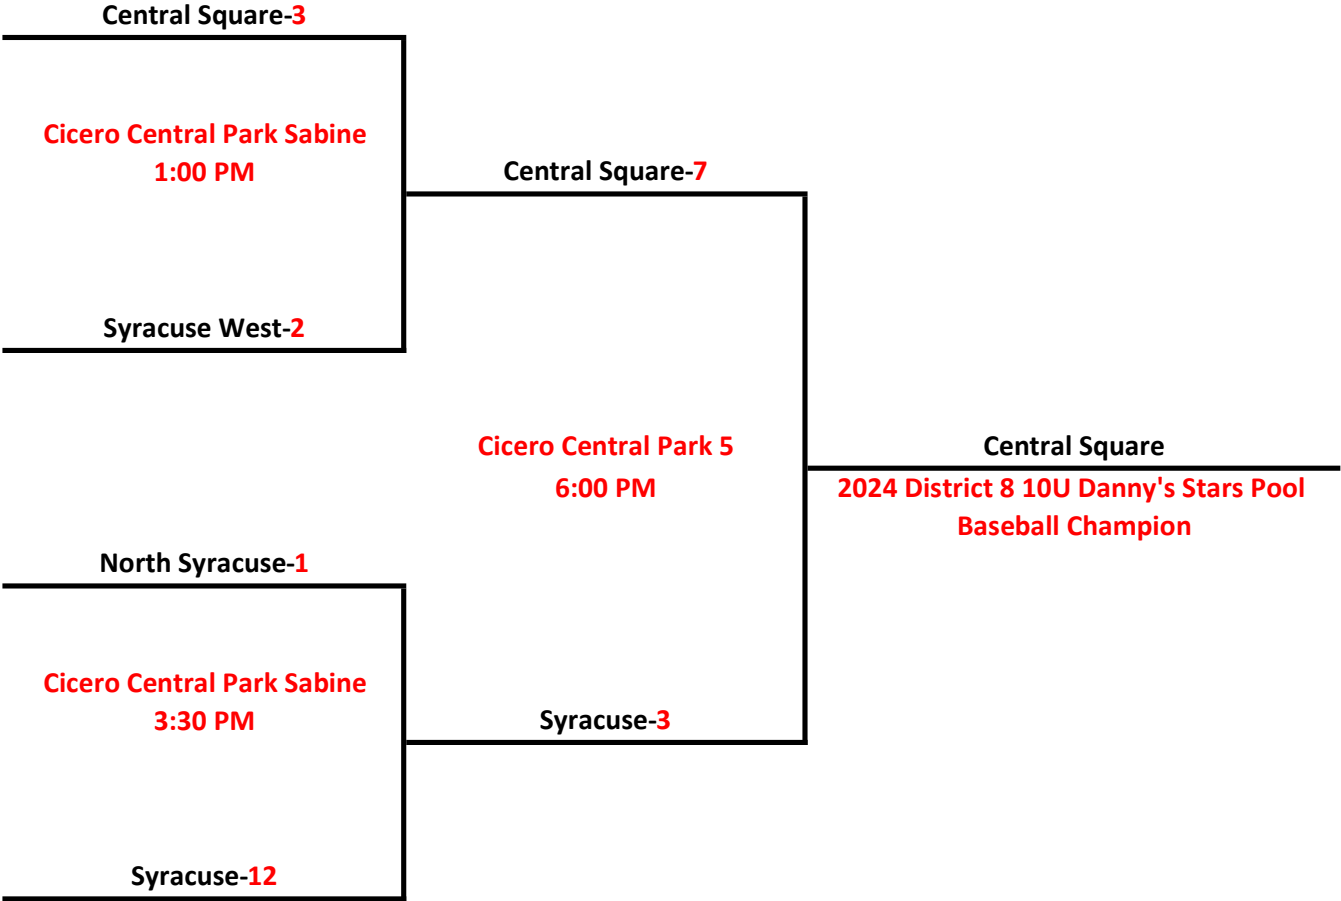 Central Square-3
Cicero Central Park Sabine
1:00 PM
Central Square-7
Syracuse West-2
Cicero Central Park 5
6:00 PM
Central Square
2024 District 8 10U Danny's Stars Pool
Baseball Champion
North Syracuse-1
Cicero Central Park Sabine
3:30 PM
Syracuse-3
Syracuse-12